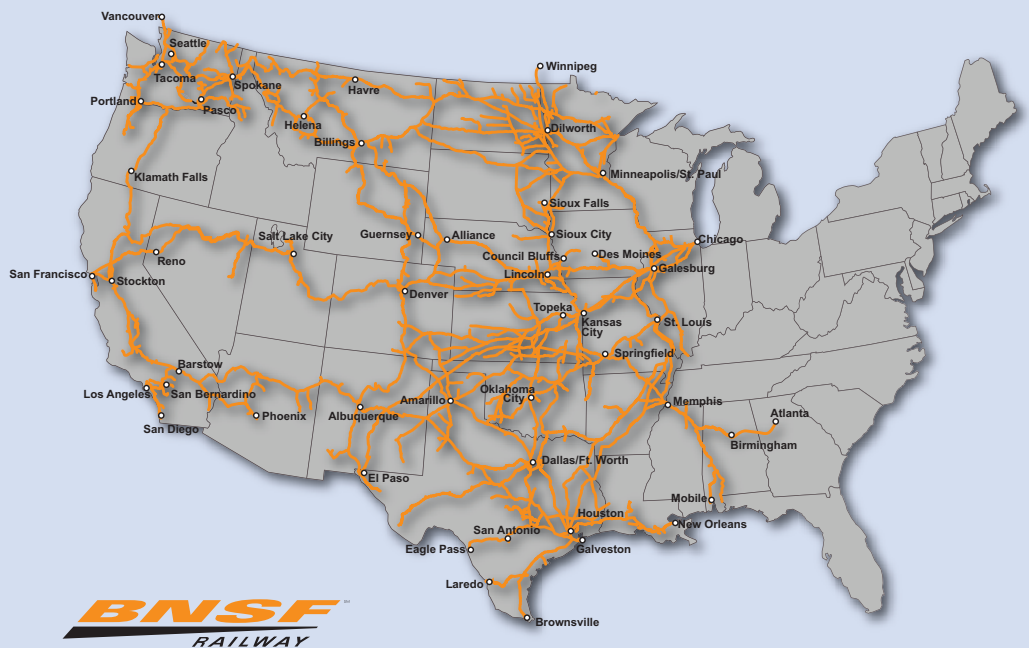 Vancouver
Seattle
Winnipeg
Tacoma
Spokane
Havre
Portland
Pasco
Helena
Dilworth
Billings
Klamath Falls
Minneapolis/St. Paul
Sioux Falls
Salt Lake City
Guernsey
Alliance
Sioux City
Chicago
Reno
Council Bluffs
Des Moines
San Francisco
Stockton
Lincoln
Galesburg
Denver
Topeka
Kansas
City
St. Louis
Springfield
Barstow
Los Angeles
San Bernardino
Oklahoma
City
Amarillo
Memphis
Phoenix
Albuquerque
Atlanta
San Diego
Birmingham
Dallas/Ft. Worth
El Paso
Mobile
Houston
New Orleans
San Antonio
Eagle Pass
Galveston
Laredo
Brownsville
BNSF
RAILWAY